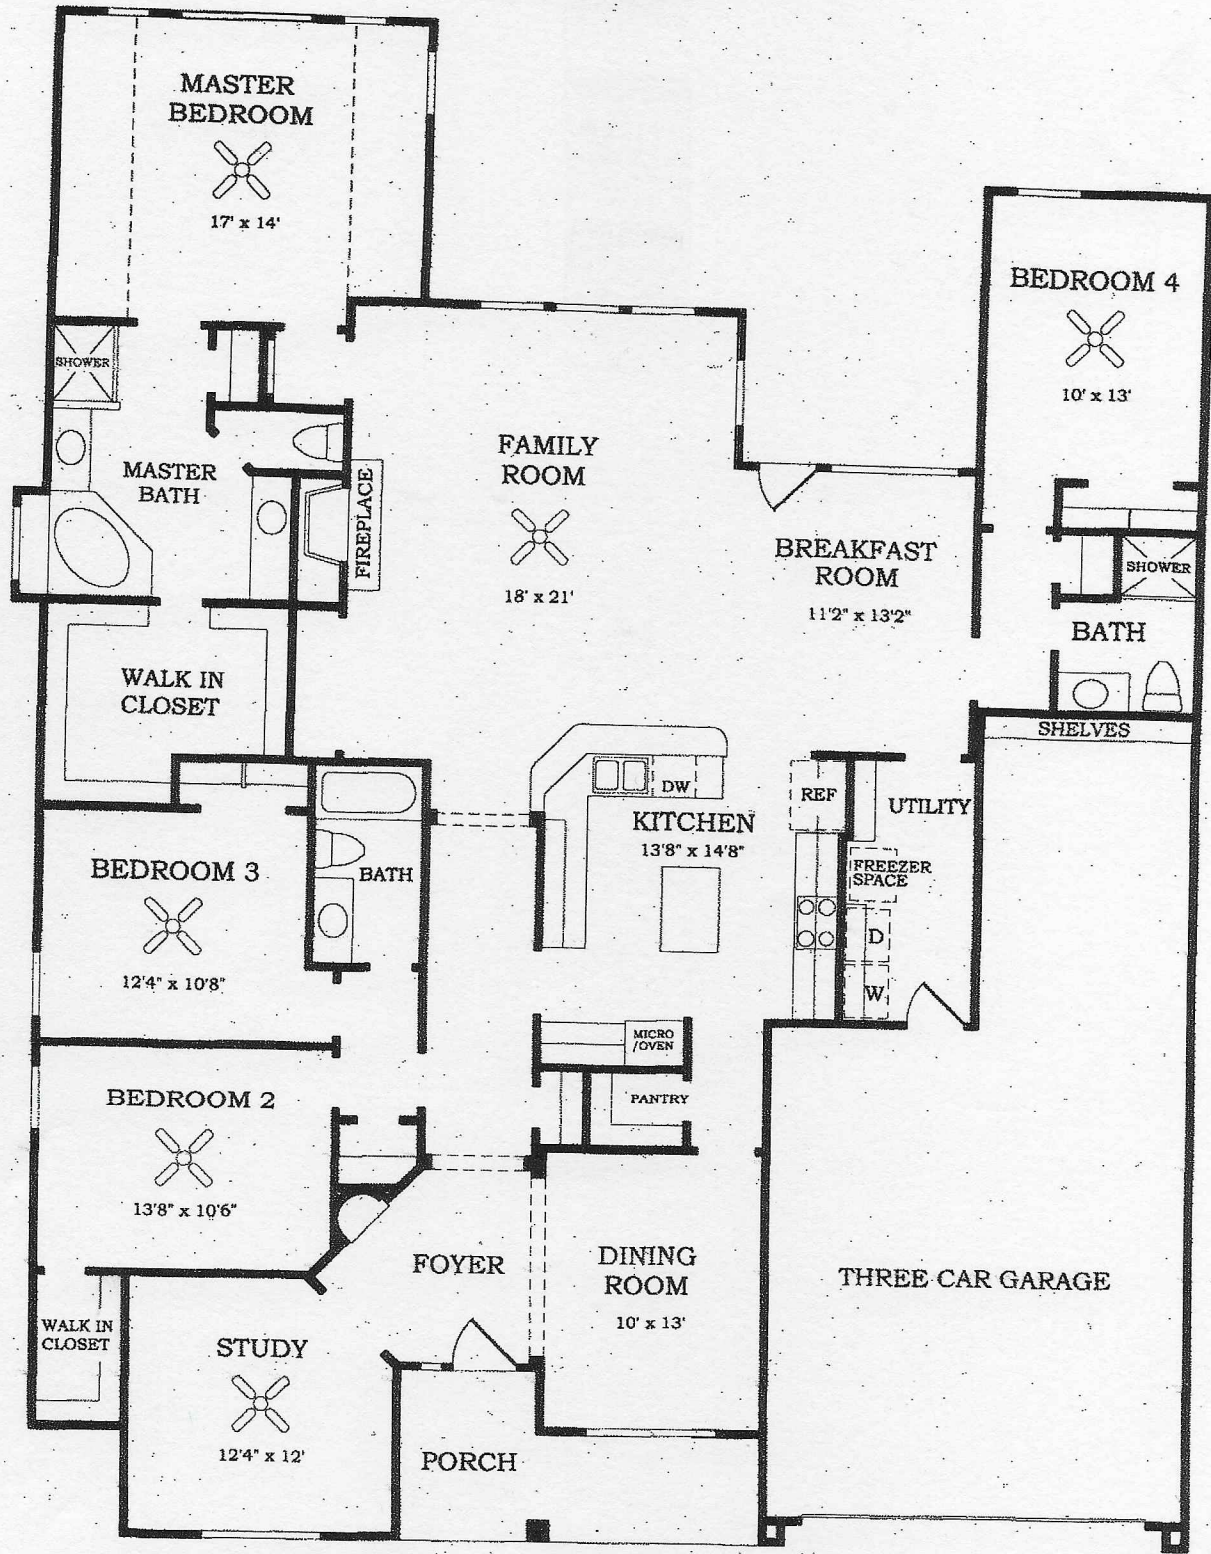 MASTER
BEDROOM
17' x 14'
BEDROOM 4
10' x 13'
SHOWER
MASTER
BATH
FIREPLACE
FAMILY
ROOM
18' x 21'
BREAKFAST
ROOM
11'2" x 13'2"
SHOWER
BATH
WALK IN
CLOSET
SHELVES
DW
REF
UTILITY
KITCHEN
13'8" x 14'8"
FREEZER
SPACE
D
W
BEDROOM 3
12'4" x 10'8"
BATH
MICRO
/OVEN
PANTRY
BEDROOM 2
13'8" x 10'6"
FOYER
DINING
ROOM
10' x 13'
THREE CAR GARAGE
WALK IN
CLOSET
STUDY
12'4" x 12'
PORCH